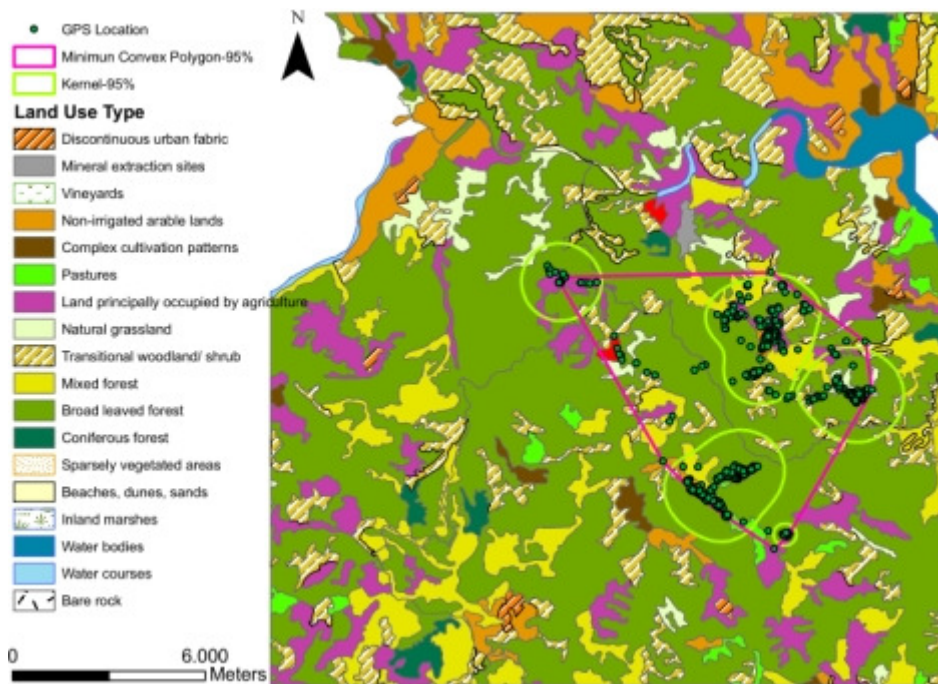 N
GPS Location
Minimun Convex Polygon-95%
Kernel-95%
Land Use Type
Discontinuous urban fabric
Mineral extraction sites
Vineyards
Non-irrigated arable lands
Complex cultivation patterns
Pastures
Land principally occupied by agriculture
Natural grassland
Transitional woodland/ shrub
Mixed forest
Broad leaved forest
Coniferous forest
Sparsely vegetated areas
Beaches, dunes, sands
Inland marshes
Water bodies
Water courses
Bare rock
0 6.000
Meters